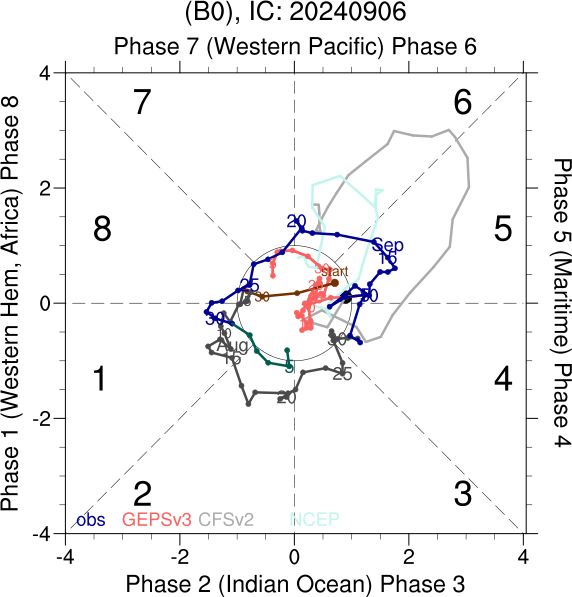 (B0), IC: 20240906
Phase 7 (Western Pacific) Phase 6
Phase 1 (Western Hem, Africa) Phase 8
Phase 5 (Maritime) Phase 4
4
2
0
-2
-4
7
6
8
5
1
4
2
3
20
Sep
15
start
25
30
Aug
15
5
25
20
obs GEPSv3 CFSv2 NCEP
-4 -2 0 2 4
Phase 2 (Indian Ocean) Phase 3